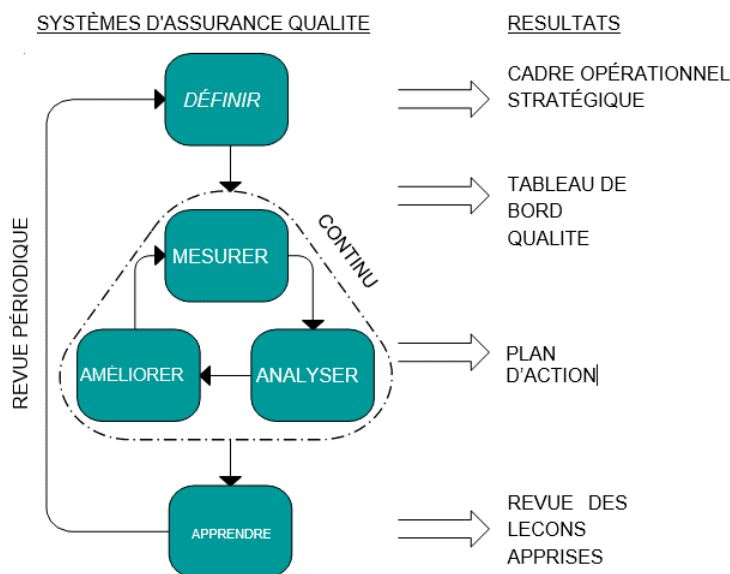 SYSTÈMES D'ASSURANCE QUALITE
RESULTATS
DÉFINIR
CADRE OPÉRATIONNEL
STRATÉGIQUE
TABLEAU DE
BORD
QUALITE
REVUE PÉRIODIQUE
CONTINU
MESURER
AMÉLIORER
ANALYSER
PLAN
D'ACTION
APPRENDRE
REVUE DES
LECONS
APPRISES